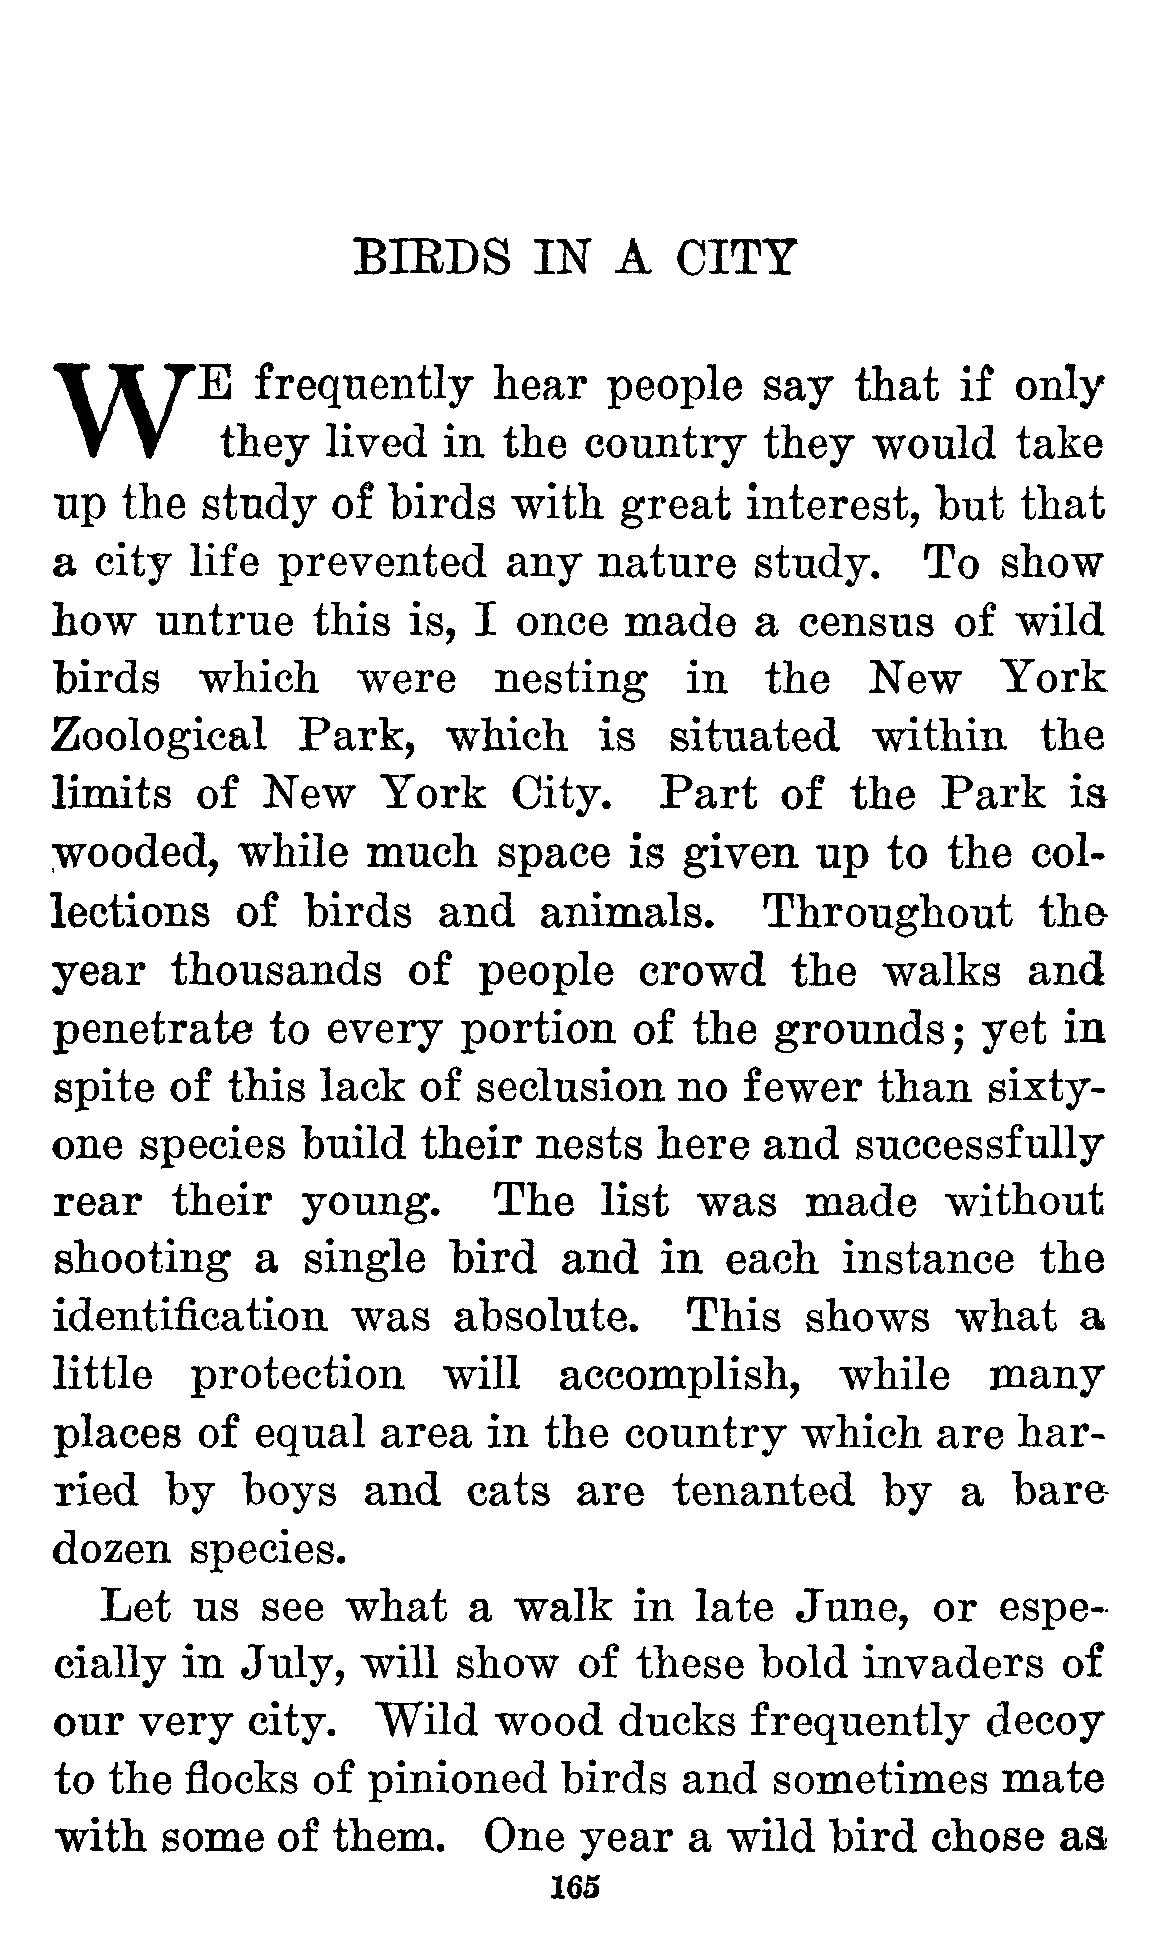 BIRDS IN A CITY
WE frequently hear people say that if only
they lived in the country they would take
up the study of birds with great interest, but that
a city life prevented any nature study. To show
how untrue this is, I once made a census of wild
birds which were nesting in the New York
Zoological Park, which is situated within the
limits of New York City. Part of the Park is
wooded, while much space is given up to the col-
lections of birds and animals. Throughout the
year thousands of people crowd the walks and
penetrate to every portion of the grounds; yet in
spite of this lack of seclusion no fewer than sixty-
one species build their nests here and successfully
rear their young. The list was made without
shooting a single bird and in each instance the
identification was absolute. This shows what a
little protection will accomplish, while many
places of equal area in the country which are har-
ried by boys and cats are tenanted by a bare
dozen species.
Let us see what a walk in late June, or espe-
cially in July, will show of these bold invaders of
our very city. Wild wood ducks frequently decoy
to the flocks of pinioned birds and sometimes mate
with some of them. One year a wild bird chose as
165